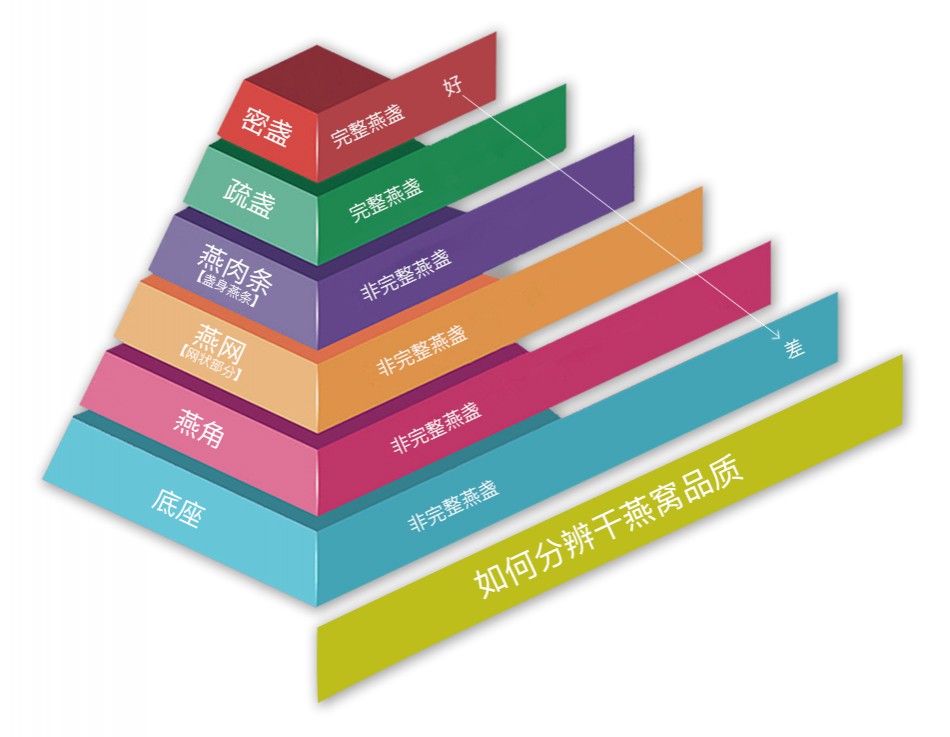 密盏
完整燕盏
好
疏盏
完整燕盏
燕肉条
【盏身燕条】
非完整燕盏
燕网
【网状部分】
非完整燕盏
燕角
非完整燕盏
差
底座
非完整燕盏
如何分辨干燕窝品质